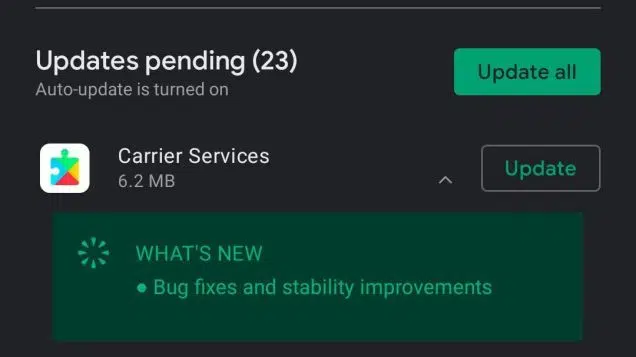 Updates pending (23)
Update all
Auto-update is turned on
Carrier Services
6.2 MB
Update
WHAT'S NEW
● Bug fixes and stability improvements